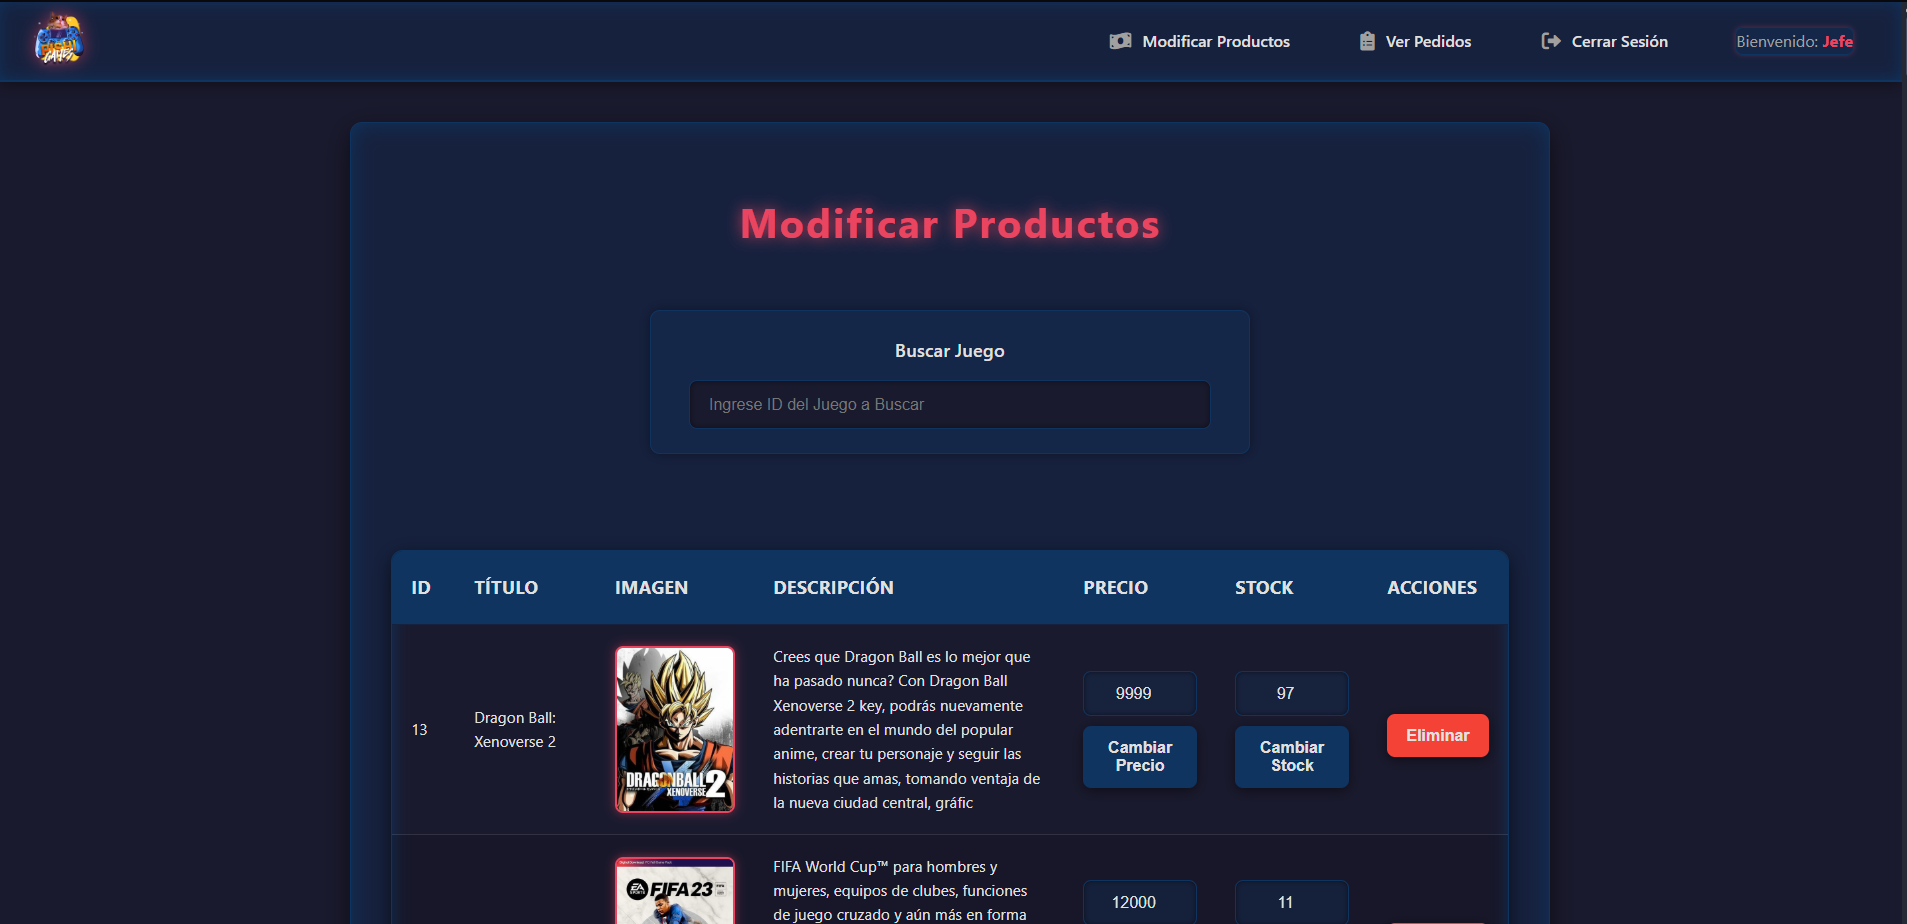 Modificar Productos
Ver Pedidos
Cerrar Sesión
Bienvenido: Jefe
Modificar Productos
Buscar Juego
Ingrese ID del Juego a Buscar
ID TÍTULO IMAGEN DESCRIPCIÓN PRECIO STOCK ACCIONES
13
Dragon Ball:
Xenoverse 2
DRAGONBALL
XENOVERSE 2
Crees que Dragon Ball es lo mejor que
ha pasado nunca? Con Dragon Ball
Xenoverse 2 key, podrás nuevamente
adentrarte en el mundo del popular
anime, crear tu personaje y seguir las
historias que amas, tomando ventaja de
la nueva ciudad central, gráfic
9999
Cambiar
Precio
97
Cambiar
Stock
Eliminar
EA SPORTS FIFA 23
FIFA World Cup™ para hombres y
mujeres, equipos de clubes, funciones
de juego cruzado y aún más en forma
12000
11